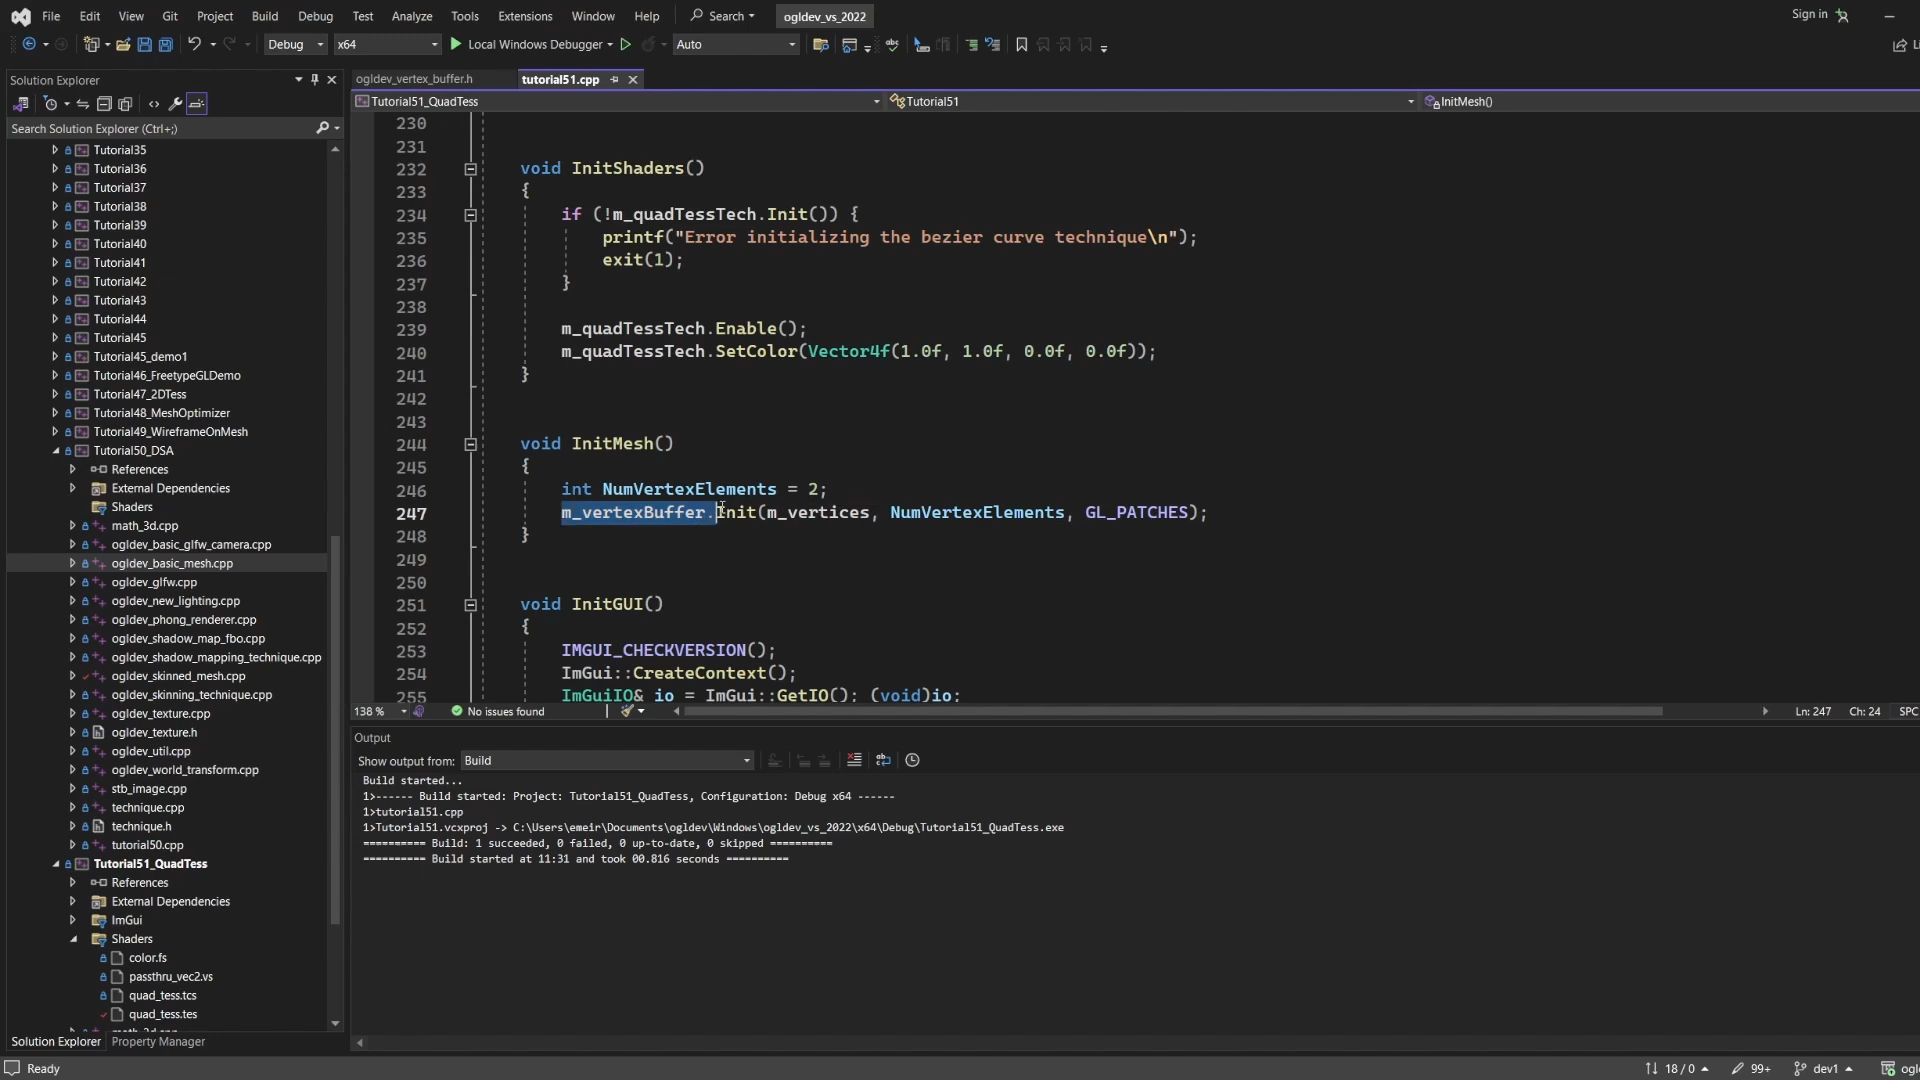 File Edit View Git Project Build Debug Test Analyze Tools Extensions Window Help Search ogldev_vs_2022 Sign in
Debug x64 Local Windows Debugger Auto
Solution Explorer
Search Solution Explorer (Ctrl+;)
Tutorial35
Tutorial36
Tutorial37
Tutorial38
Tutorial39
Tutorial40
Tutorial41
Tutorial42
Tutorial43
Tutorial44
Tutorial45
Tutorial45_demo1
Tutorial46_FreetypeGLDemo
Tutorial47_2DTess
Tutorial48_MeshOptimizer
Tutorial49_WireframeOnMesh
Tutorial50_DSA
References
External Dependencies
Shaders
math_3d.cpp
ogldev_basic_glfw_camera.cpp
ogldev_basic_mesh.cpp
ogldev_glfw.cpp
ogldev_new_lighting.cpp
ogldev_phong_renderer.cpp
ogldev_shadow_map_fbo.cpp
ogldev_shadow_mapping_technique.cpp
ogldev_skinned_mesh.cpp
ogldev_skinning_technique.cpp
ogldev_texture.cpp
ogldev_texture.h
ogldev_util.cpp
ogldev_world_transform.cpp
stb_image.cpp
technique.cpp
technique.h
tutorial50.cpp
Tutorial51_QuadTess
References
External Dependencies
ImGui
Shaders
color.fs
passthru_vec2.vs
quad_tess.tcs
quad_tess.tes
Solution Explorer Property Manager
ogldev_vertex_buffer.h tutorial51.cpp
Tutorial51_QuadTess Tutorial51 InitMesh()
230
231
232 void InitShaders()
233 {
234 if (!m_quadTessTech.Init()) {
235 printf("Error initializing the bezier curve technique\n");
236 exit(1);
237 }
238
239 m_quadTessTech.Enable();
240 m_quadTessTech.SetColor(Vector4f(1.0f, 1.0f, 0.0f, 0.0f));
241 }
242
243
244 void InitMesh()
245 {
246 int NumVertexElements = 2;
247 m_vertexBuffer.Init(m_vertices, NumVertexElements, GL_PATCHES);
248 }
249
250
251 void InitGUI()
252 {
253 IMGUI_CHECKVERSION();
254 ImGui::CreateContext();
255 ImGuiIO& io = ImGui::GetIO(); (void)io;
138 % No issues found Ln: 247 Ch: 24 SPC
Output
Show output from: Build
Build started...
1>------ Build started: Project: Tutorial51_QuadTess, Configuration: Debug x64 ------
1>tutorial51.cpp
1>Tutorial51.vcxproj -> C:\Users\emeir\Documents\ogldev\Windows\ogldev_vs_2022\x64\Debug\Tutorial51_QuadTess.exe
========== Build: 1 succeeded, 0 failed, 0 up-to-date, 0 skipped ==========
========== Build started at 11:31 and took 00.816 seconds ==========
Ready 18 / 0 99+ dev1